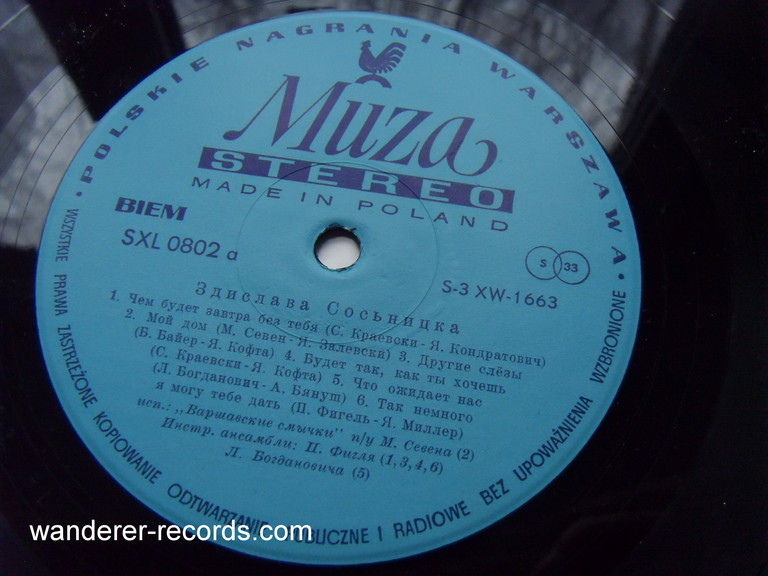 POLSKIE NAGRANIA WARSZAWA
Muza
STEREO
MADE IN POLAND
BIEM
SXL 0802 a
S 33
S-3 XW-1663
Здислава Сосьницка
1. Чем будет завтра без тебя (С. Краевски-Я. Кондратович)
2. Мой дом (М. Севен-Я. Залевски) 3. Другие слёзы
(Б. Байер-Я. Кофта) 4. Будет так, как ты хочешь
(С. Краевски-Я. Кофта) 5. Что ожидает нас
(Л. Богданович-А. Бянуш) 6. Так немного
я могу тебе дать (П. Фигель-Я. Миллер)
исп.: „Варшавские смычки" п/у М. Севена (2)
Инстр. ансамбли: П. Фигля (1,3,4,6)
Л. Богдановича (5)
WSZYSTKIE PRAWA ZASTRZEŻONE KOPIOWANIE ODTWARZANIE PUBLICZNE I RADIOWE BEZ UPOWAŻNIENIA WZBRONIONE
wanderer-records.com